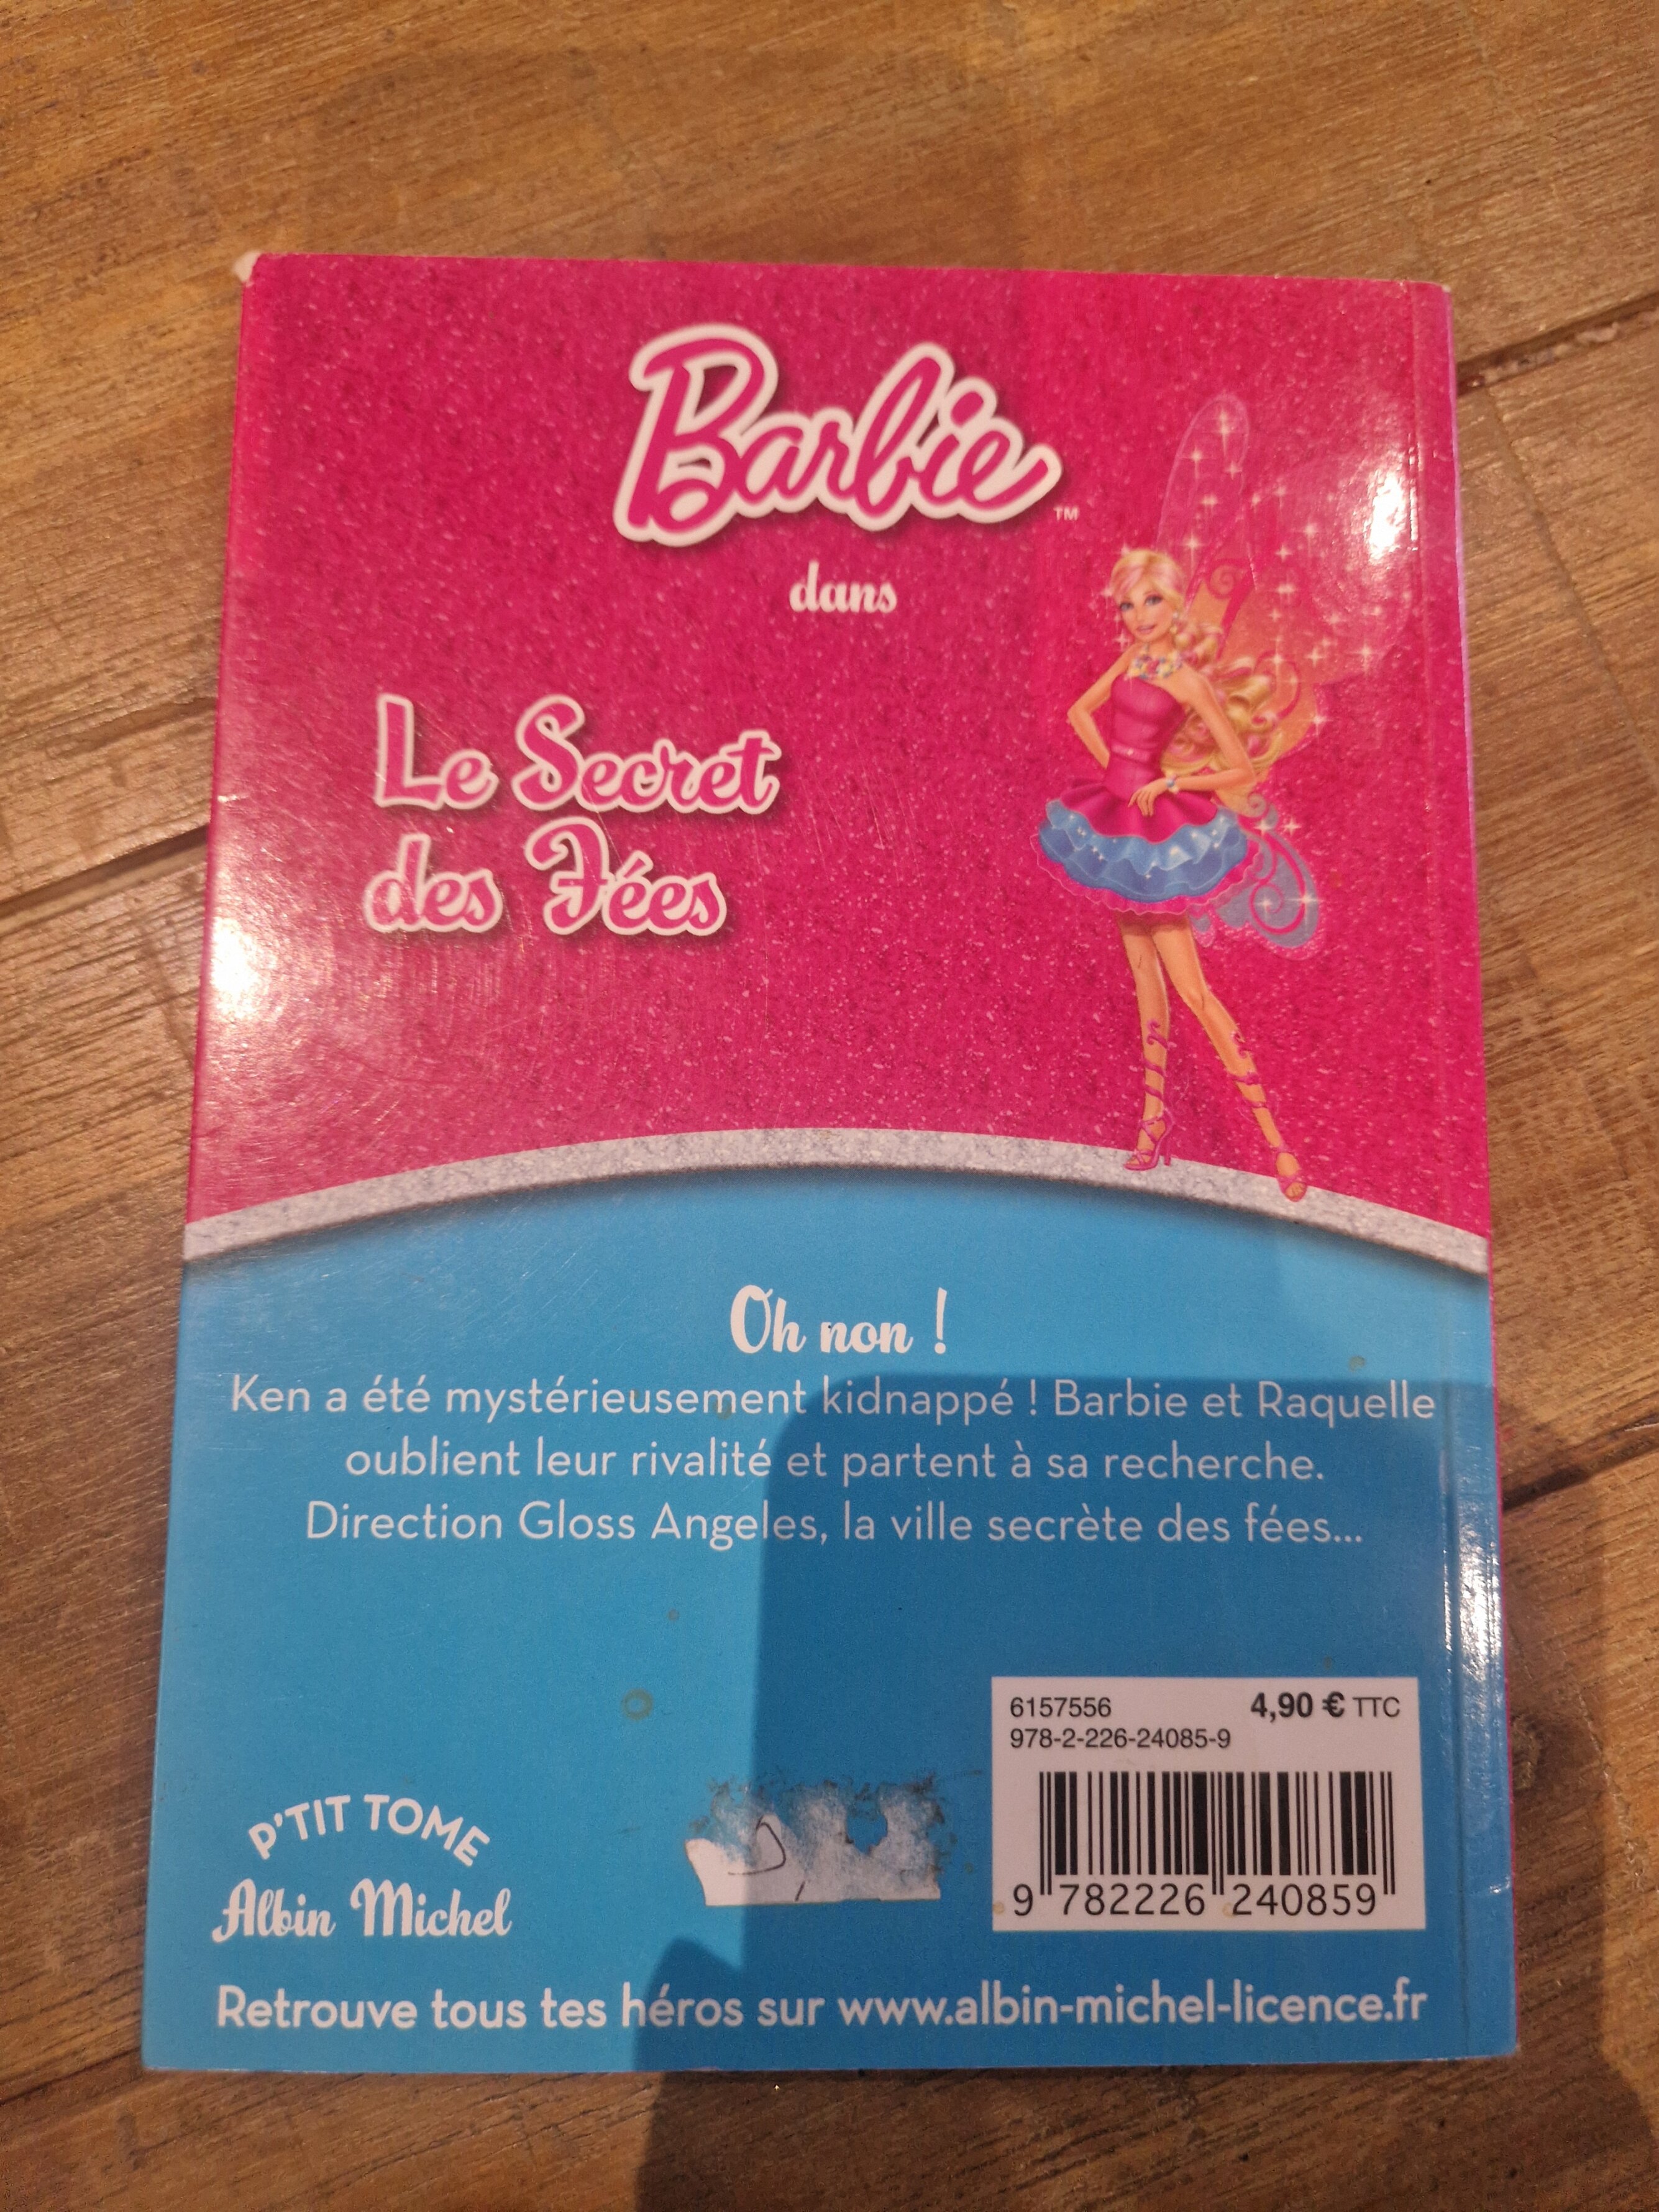 Barbie™
dans
Le Secret
des Fées
Oh non !
Ken a été mystérieusement kidnappé ! Barbie et Raquelle
oublient leur rivalité et partent à sa recherche.
Direction Gloss Angeles, la ville secrète des fées...
6157556 4,90 € TTC
978-2-226-24085-9
9 782226 240859
P'TIT TOME
Albin Michel
Retrouve tous tes héros sur www.albin-michel-licence.fr